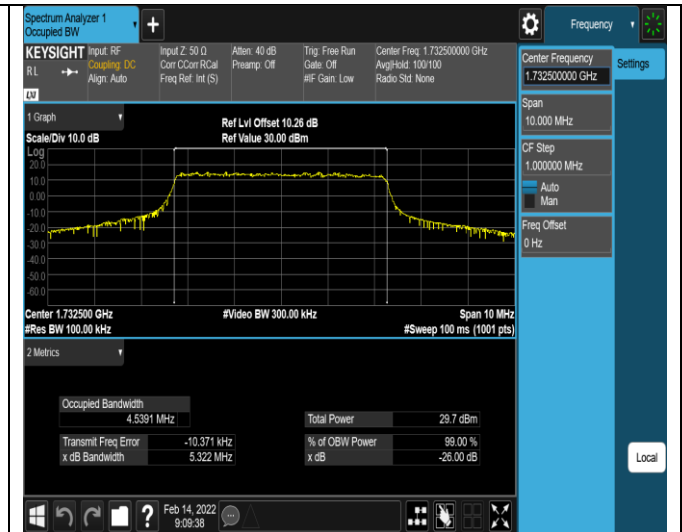 Spectrum Analyzer 1
Occupied BW
+
Frequency
KEYSIGHT
RL
LXI
Input: RF
Coupling: DC
Align: Auto
Input Z: 50 Ω
Corr CCorr RCal
Freq Ref: Int (S)
Atten: 40 dB
Preamp: Off
Trig: Free Run
Gate: Off
#IF Gain: Low
Center Freq: 1.732500000 GHz
Avg|Hold: 100/100
Radio Std: None
Center Frequency
1.732500000 GHz
Settings
Span
10.000 MHz
CF Step
1.000000 MHz
Auto
Man
Freq Offset
0 Hz
Local
1 Graph
Scale/Div 10.0 dB
Ref Lvl Offset 10.26 dB
Ref Value 30.00 dBm
Log
20.0
10.0
0.00
-10.0
-20.0
-30.0
-40.0
-50.0
-60.0
Center 1.732500 GHz
#Res BW 100.00 kHz
#Video BW 300.00 kHz
Span 10 MHz
#Sweep 100 ms (1001 pts)
2 Metrics
Occupied Bandwidth
4.5391 MHz
Total Power 29.7 dBm
Transmit Freq Error -10.371 kHz
% of OBW Power 99.00 %
x dB Bandwidth 5.322 MHz
x dB -26.00 dB
?
Feb 14, 2022
9:09:38